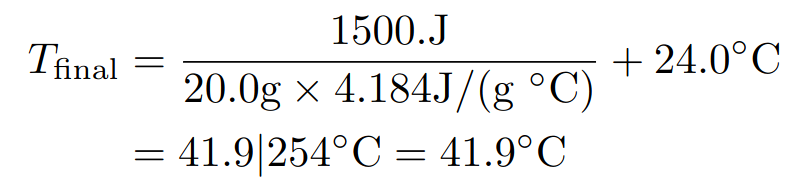 T_final = 1500.J / 20.0g × 4.184J/(g °C) + 24.0°C
= 41.9|254°C = 41.9°C